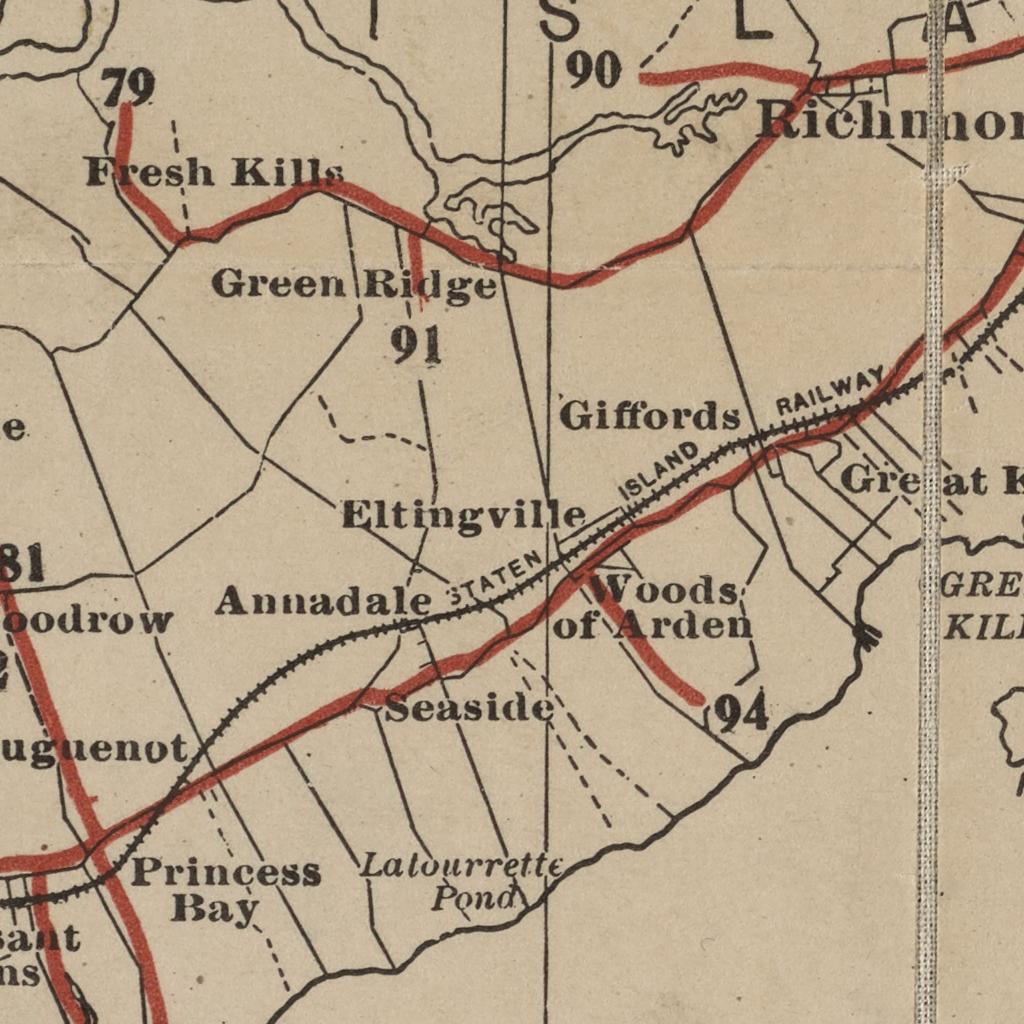 S L A
79
90
Richmon
Fresh Kills
Green Ridge
91
RAILWAY
Giffords
e
ISLAND
Great K
Eltingville
81
STATEN
GRE
KILL
Woods
of Arden
Annadale
oodrow
2
Seaside
94
uguenot
Princess
Bay
Latourrette
Pond
sant
ns